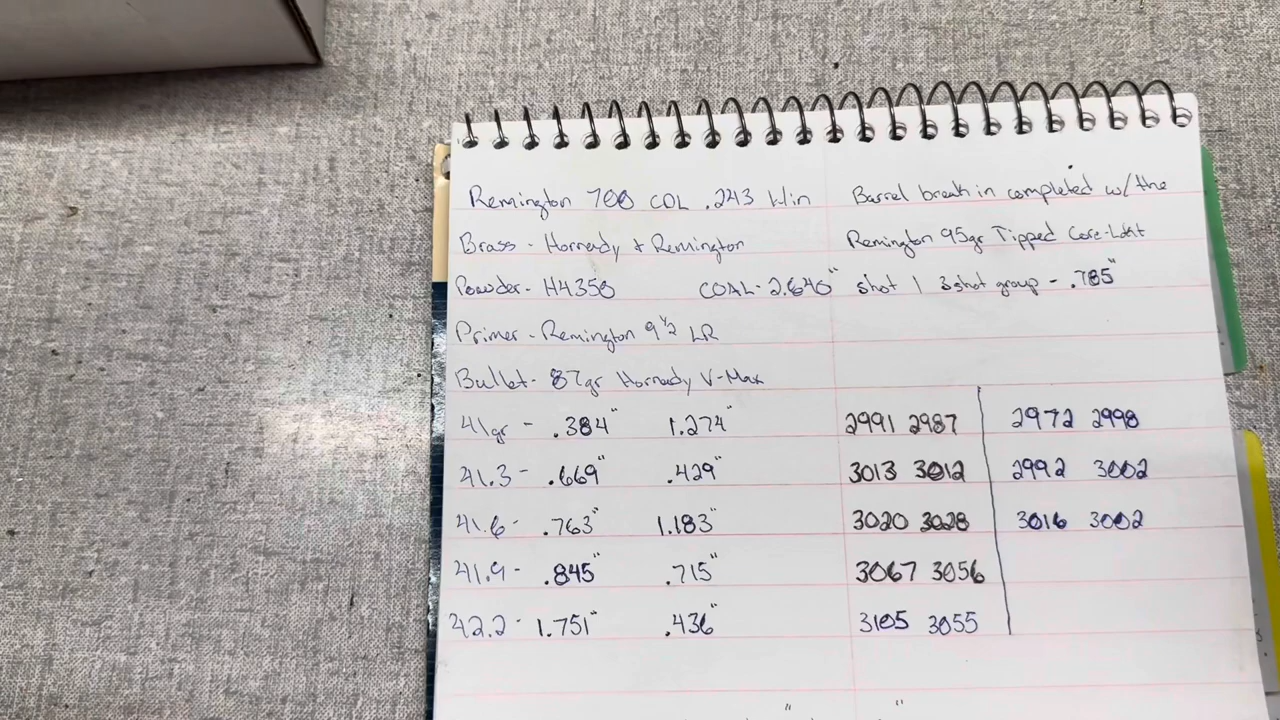 Remington 700 CDL .243 Win Barrel break in completed w/ the
Brass - Hornady & Remington Remington 95gr Tipped Core-Lokt
Powder - H4350 COAL - 2.640" shot 1 3 shot group - .785"
Primer - Remington 9 1/2 LR
Bullet - 87gr Hornady V-Max
41gr - .384" 1.274" 2991 2987 2972 2998
41.3 - .669" .429" 3013 3012 2992 3002
41.6 - .763" 1.183" 3020 3028 3016 3002
41.9 - .845" .715" 3067 3056
42.2 - 1.751" .436" 3105 3055